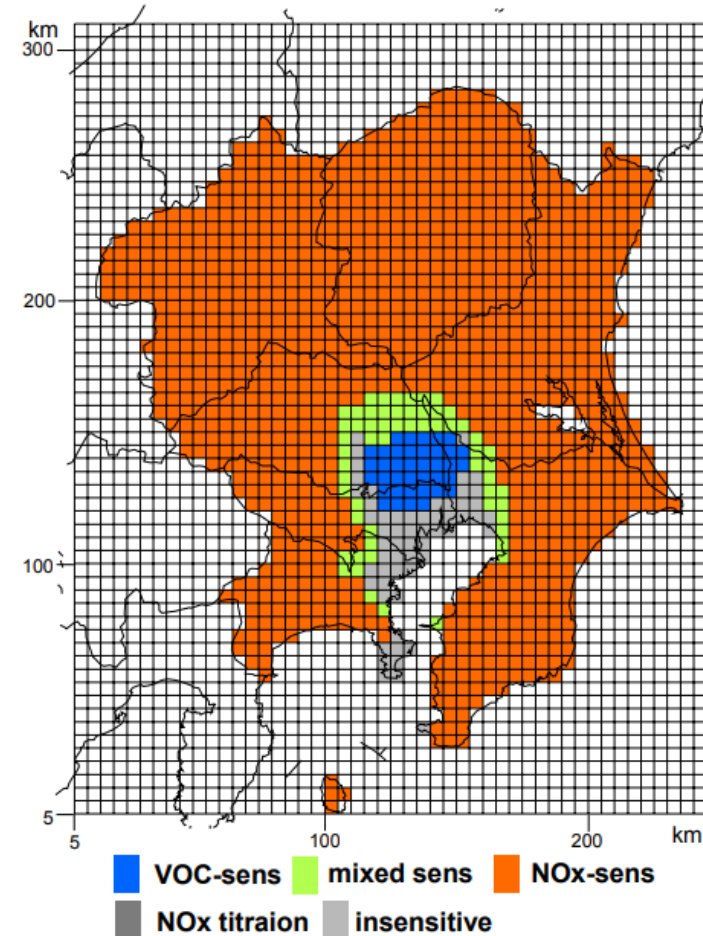 km
300
200
100
5
5 100 200 km
VOC-sens mixed sens NOx-sens
NOx titraion insensitive